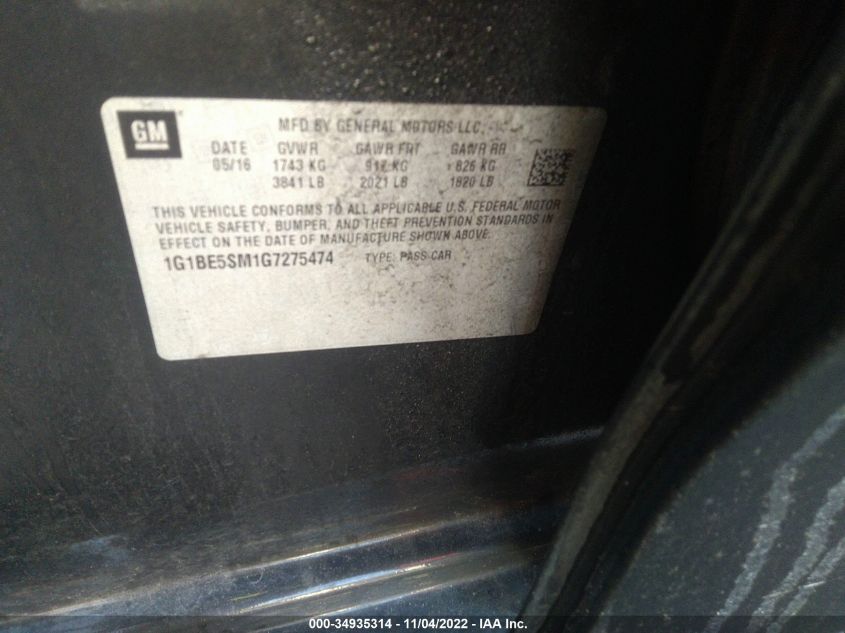 GM
MFD BY GENERAL MOTORS LLC.
DATE GVWR GAWR FRT GAWR RR
05/16 1743 KG 917 KG 826 KG
3841 LB 2021 LB 1820 LB
THIS VEHICLE CONFORMS TO ALL APPLICABLE U.S. FEDERAL MOTOR
VEHICLE SAFETY, BUMPER, AND THEFT PREVENTION STANDARDS IN
EFFECT ON THE DATE OF MANUFACTURE SHOWN ABOVE.
1G1BE5SM1G7275474 TYPE: PASS CAR
000-34935314 - 11/04/2022 - IAA Inc.